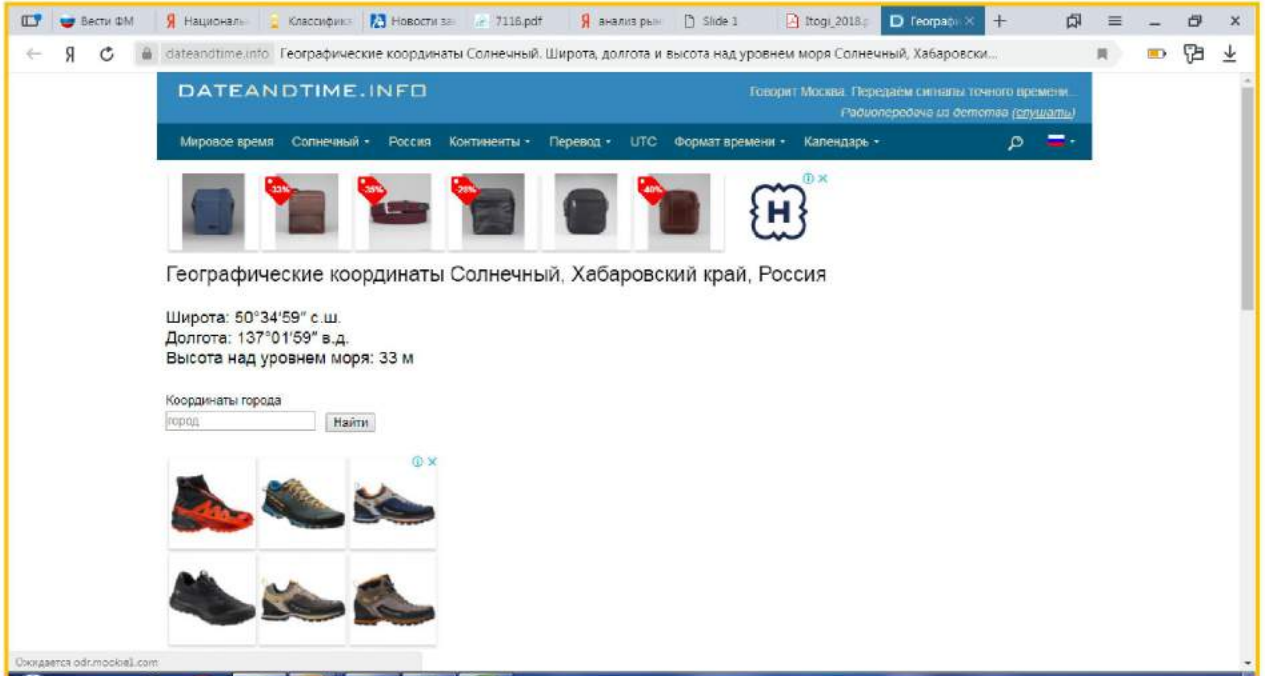 Вести ФМ
Националь
Классифика
Новости за
7116.pdf
анализ рын
Slide 1
Itogi_2018.p
Географи
dateandtime.info Географические координаты Солнечный. Широта, долгота и высота над уровнем моря Солнечный, Хабаровски...
DATEANDTIME.INFO
Говорит Москва. Передаём сигналы точного времени...
Радиопередача из детства (слушать)
Мировое время Солнечный Россия Континенты Перевод UTC Формат времени Календарь
-33% -35% -20% -40%
H
Географические координаты Солнечный, Хабаровский край, Россия
Широта: 50°34′59″ с.ш.
Долгота: 137°01′59″ в.д.
Высота над уровнем моря: 33 м
Координаты города
город Найти
Ожидается odr.mookie1.com